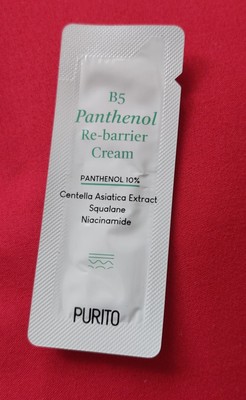 B5
Panthenol
Re-barrier
Cream
PANTHENOL 10%
Centella Asiatica Extract
Squalane
Niacinamide
PURITO